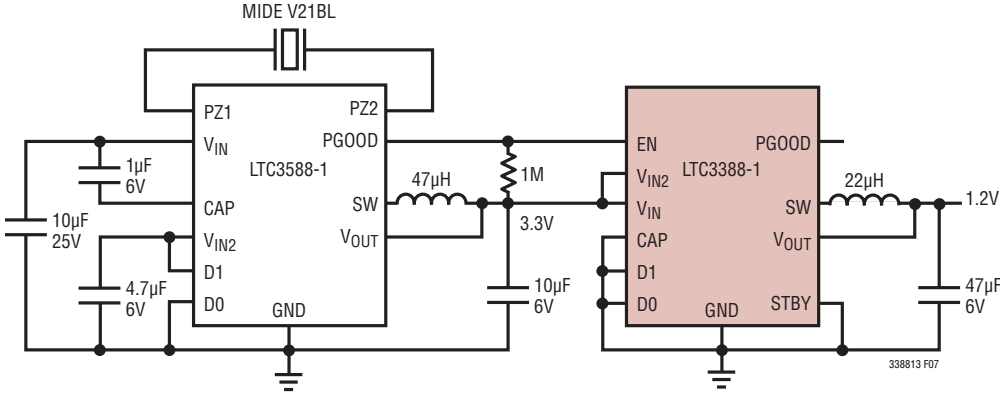 MIDE V21BL
PZ1
PZ2
VIN
PGOOD
LTC3588-1
1µF
6V
CAP
SW
47µH
1M
10µF
25V
VIN2
VOUT
3.3V
D1
4.7µF
6V
D0
GND
10µF
6V
EN
PGOOD
LTC3388-1
VIN2
22µH
VIN
SW
1.2V
CAP
VOUT
D1
D0
GND
STBY
47µF
6V
338813 F07